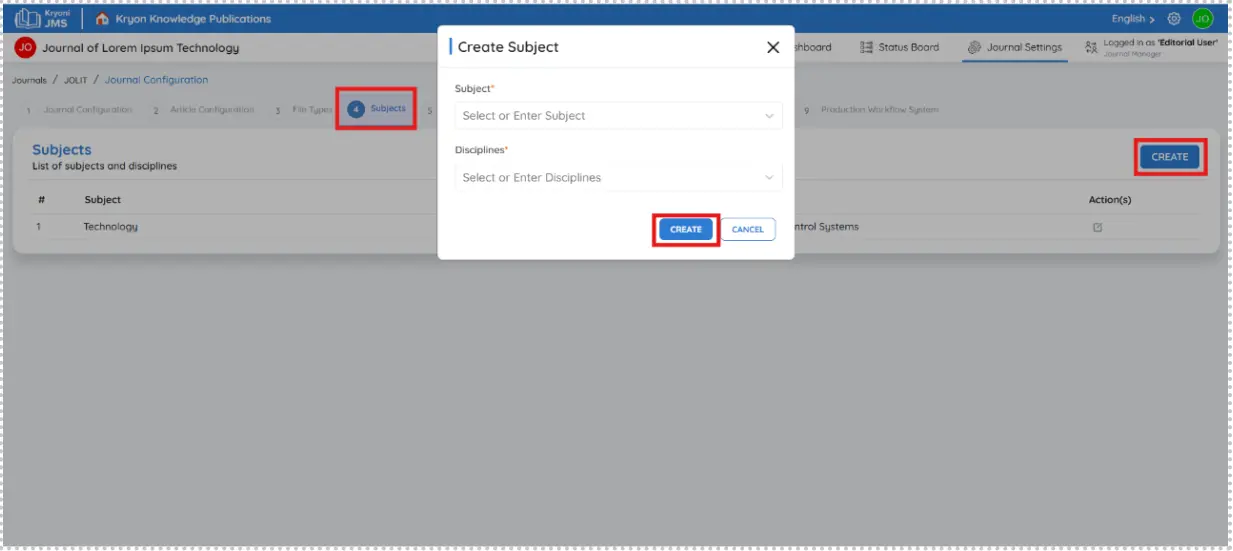 Kryoni
JMS
Kryon Knowledge Publications
English
JO
JO
Journal of Lorem Ipsum Technology
shboard
Status Board
Journal Settings
Logged in as 'Editorial User'
Journal Manager
Journals / JOLIT / Journal Configuration
1 Journal Configuration
2 Article Configuration
3 File Types
4 Subjects
5
9 Production Workflow System
Create Subject
Subject*
Select or Enter Subject
Disciplines*
Select or Enter Disciplines
CREATE
CANCEL
Subjects
List of subjects and disciplines
CREATE
# Subject Action(s)
1 Technology ntrol Systems